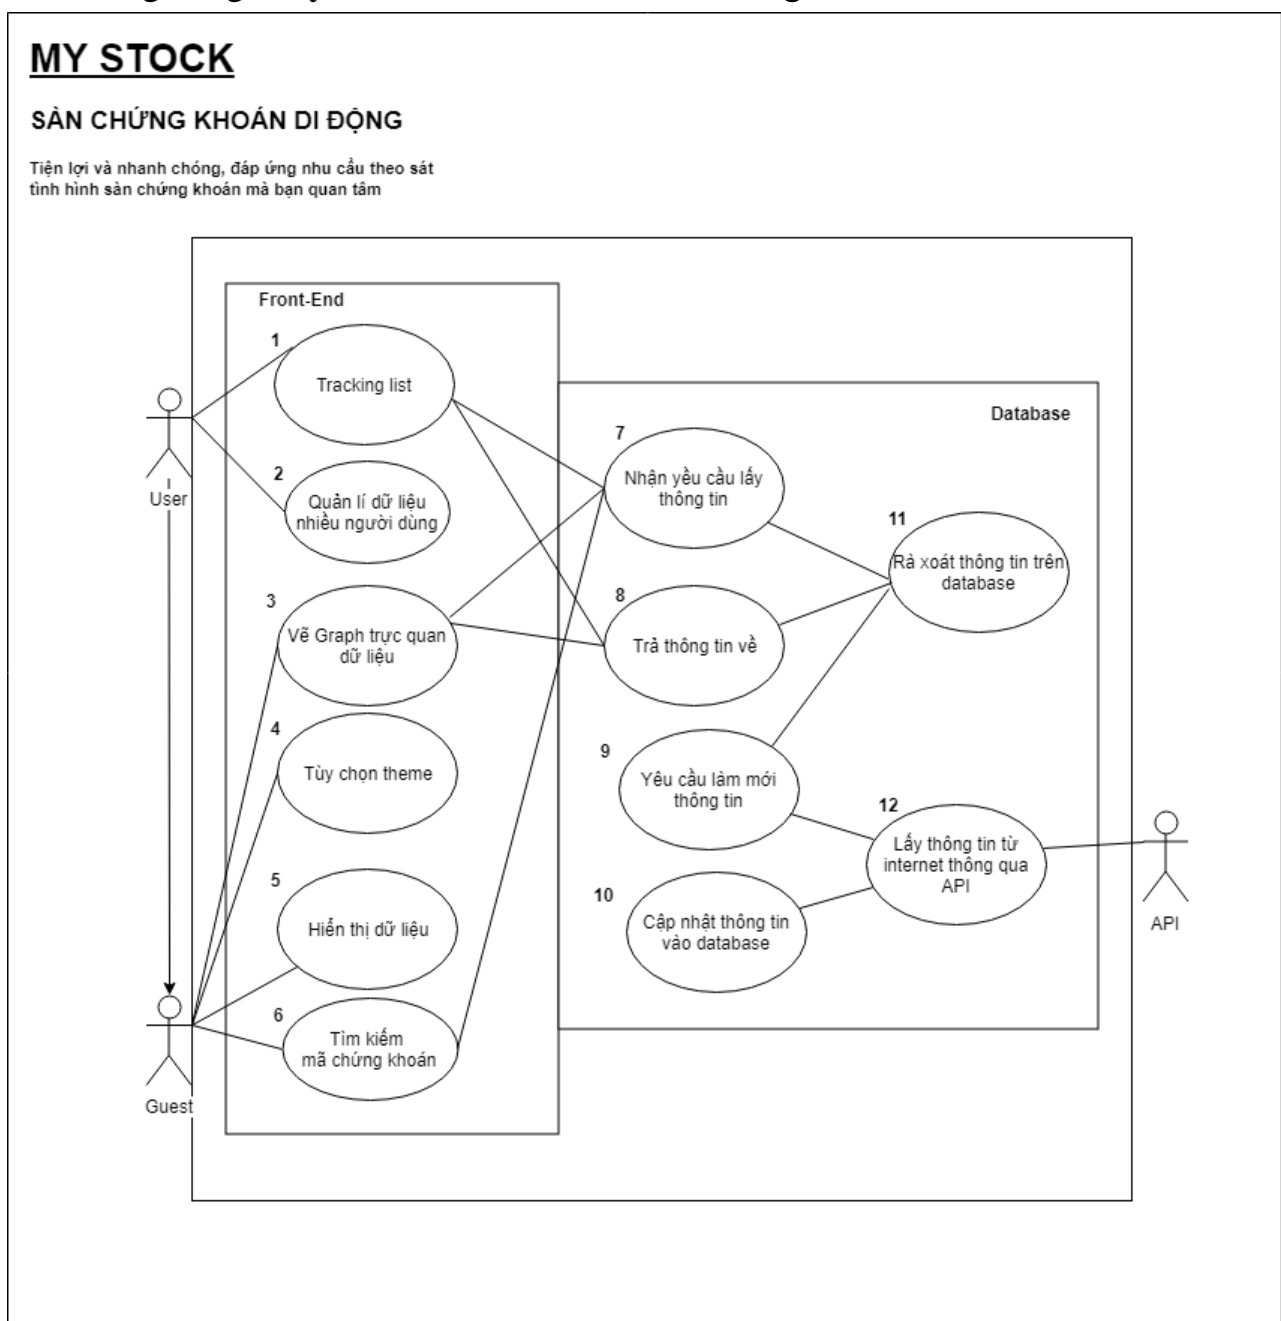 MY STOCK
SÀN CHỨNG KHOÁN DI ĐỘNG
Tiện lợi và nhanh chóng, đáp ứng nhu cầu theo sát
tình hình sàn chứng khoán mà bạn quan tâm
Front-End
1
Tracking list
2
Quản lí dữ liệu
nhiều người dùng
3
Vẽ Graph trực quan
dữ liệu
4
Tùy chọn theme
5
Hiển thị dữ liệu
6
Tìm kiếm
mã chứng khoán
Database
7
Nhận yều cầu lấy
thông tin
8
Trả thông tin về
9
Yêu cầu làm mới
thông tin
10
Cập nhật thông tin
vào database
11
Rà xoát thông tin trên
database
12
Lấy thông tin từ
internet thông qua
API
User
Guest
API